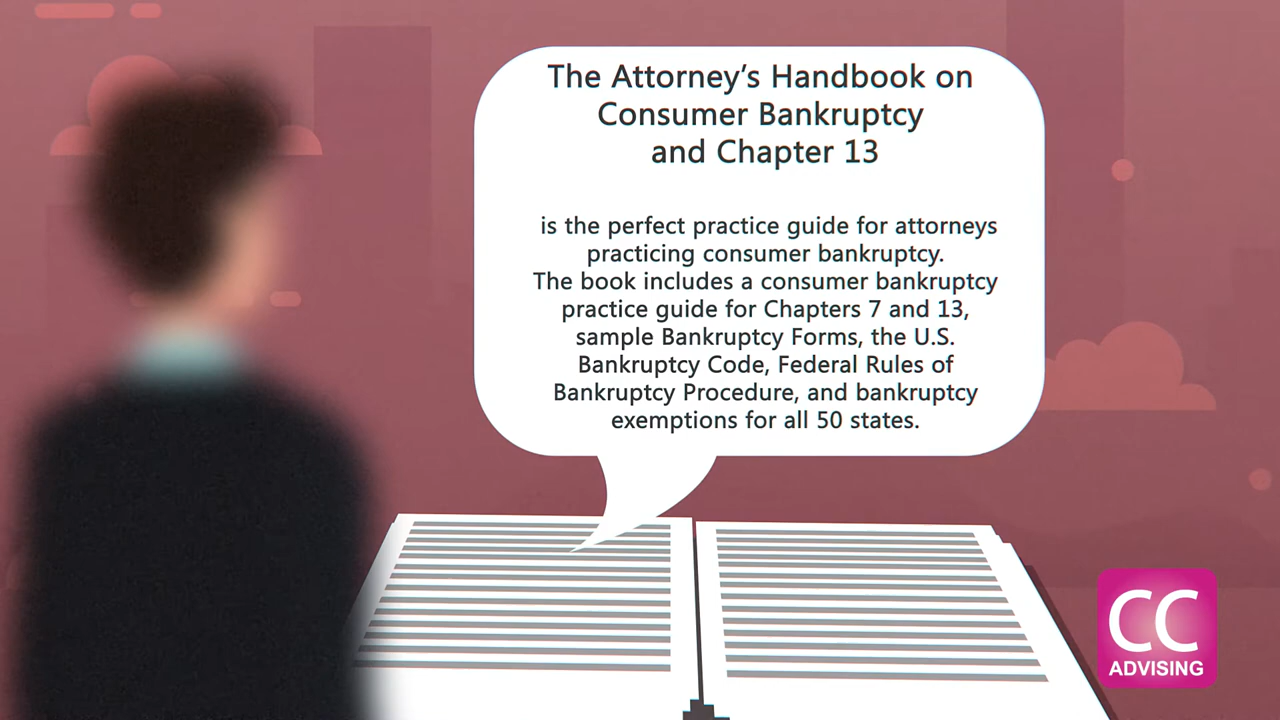 The Attorney’s Handbook on
Consumer Bankruptcy
and Chapter 13
is the perfect practice guide for attorneys
practicing consumer bankruptcy.
The book includes a consumer bankruptcy
practice guide for Chapters 7 and 13,
sample Bankruptcy Forms, the U.S.
Bankruptcy Code, Federal Rules of
Bankruptcy Procedure, and bankruptcy
exemptions for all 50 states.
CC
ADVISING